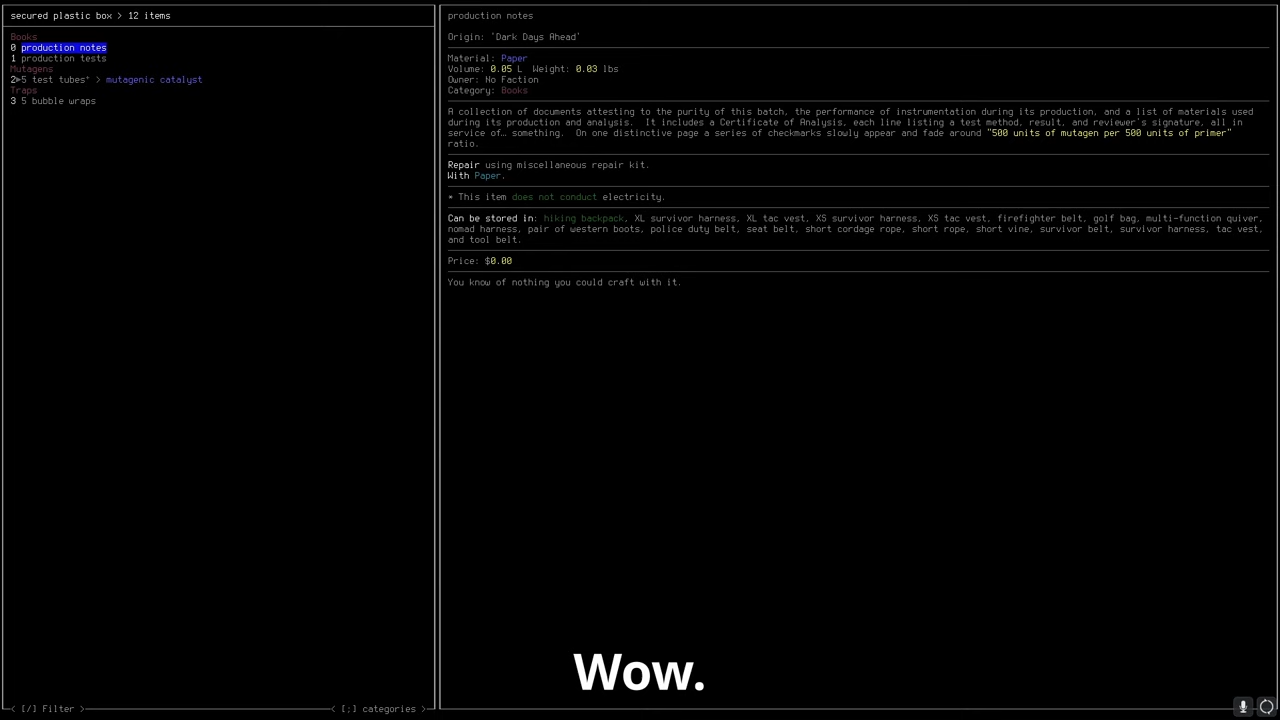 secured plastic box > 12 items
Books
0 production notes
1 production tests
Mutagens
2▶5 test tubes⁺ > mutagenic catalyst
Traps
3 5 bubble wraps
< [/] Filter >
< [;] categories >
production notes
Origin: 'Dark Days Ahead'
Material: Paper
Volume: 0.05 L  Weight: 0.03 lbs
Owner: No Faction
Category: Books
A collection of documents attesting to the purity of this batch, the performance of instrumentation during its production, and a list of materials used
during its production and analysis.  It includes a Certificate of Analysis, each line listing a test method, result, and reviewer's signature, all in
service of… something.  On one distinctive page a series of checkmarks slowly appear and fade around "500 units of mutagen per 500 units of primer"
ratio.
Repair using miscellaneous repair kit.
With Paper.
* This item does not conduct electricity.
Can be stored in: hiking backpack, XL survivor harness, XL tac vest, XS survivor harness, XS tac vest, firefighter belt, golf bag, multi-function quiver,
nomad harness, pair of western boots, police duty belt, seat belt, short cordage rope, short rope, short vine, survivor belt, survivor harness, tac vest,
and tool belt.
Price: $0.00
You know of nothing you could craft with it.
Wow.